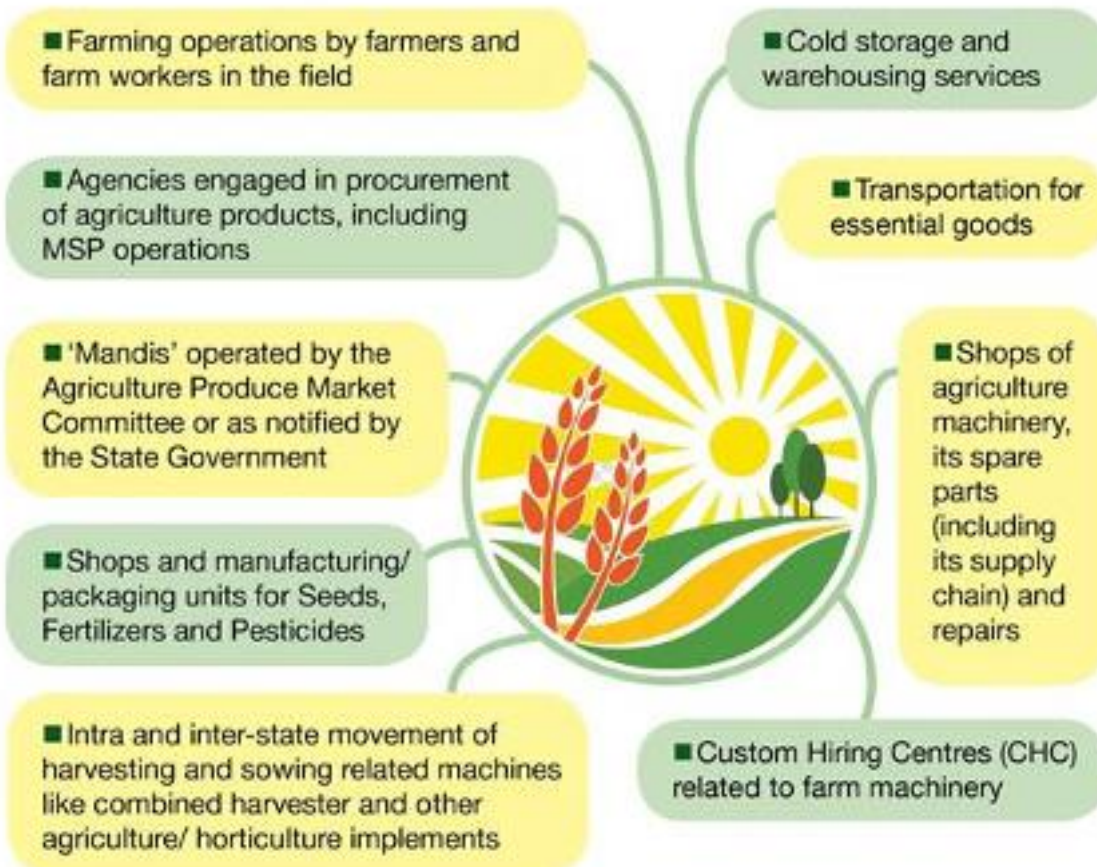 ■ Farming operations by farmers and
farm workers in the field
■ Agencies engaged in procurement
of agriculture products, including
MSP operations
■ 'Mandis' operated by the
Agriculture Produce Market
Committee or as notified by
the State Government
■ Shops and manufacturing/
packaging units for Seeds,
Fertilizers and Pesticides
■ Intra and inter-state movement of
harvesting and sowing related machines
like combined harvester and other
agriculture/ horticulture implements
■ Cold storage and
warehousing services
■ Transportation for
essential goods
■ Shops of
agriculture
machinery,
its spare
parts
(including
its supply
chain) and
repairs
■ Custom Hiring Centres (CHC)
related to farm machinery